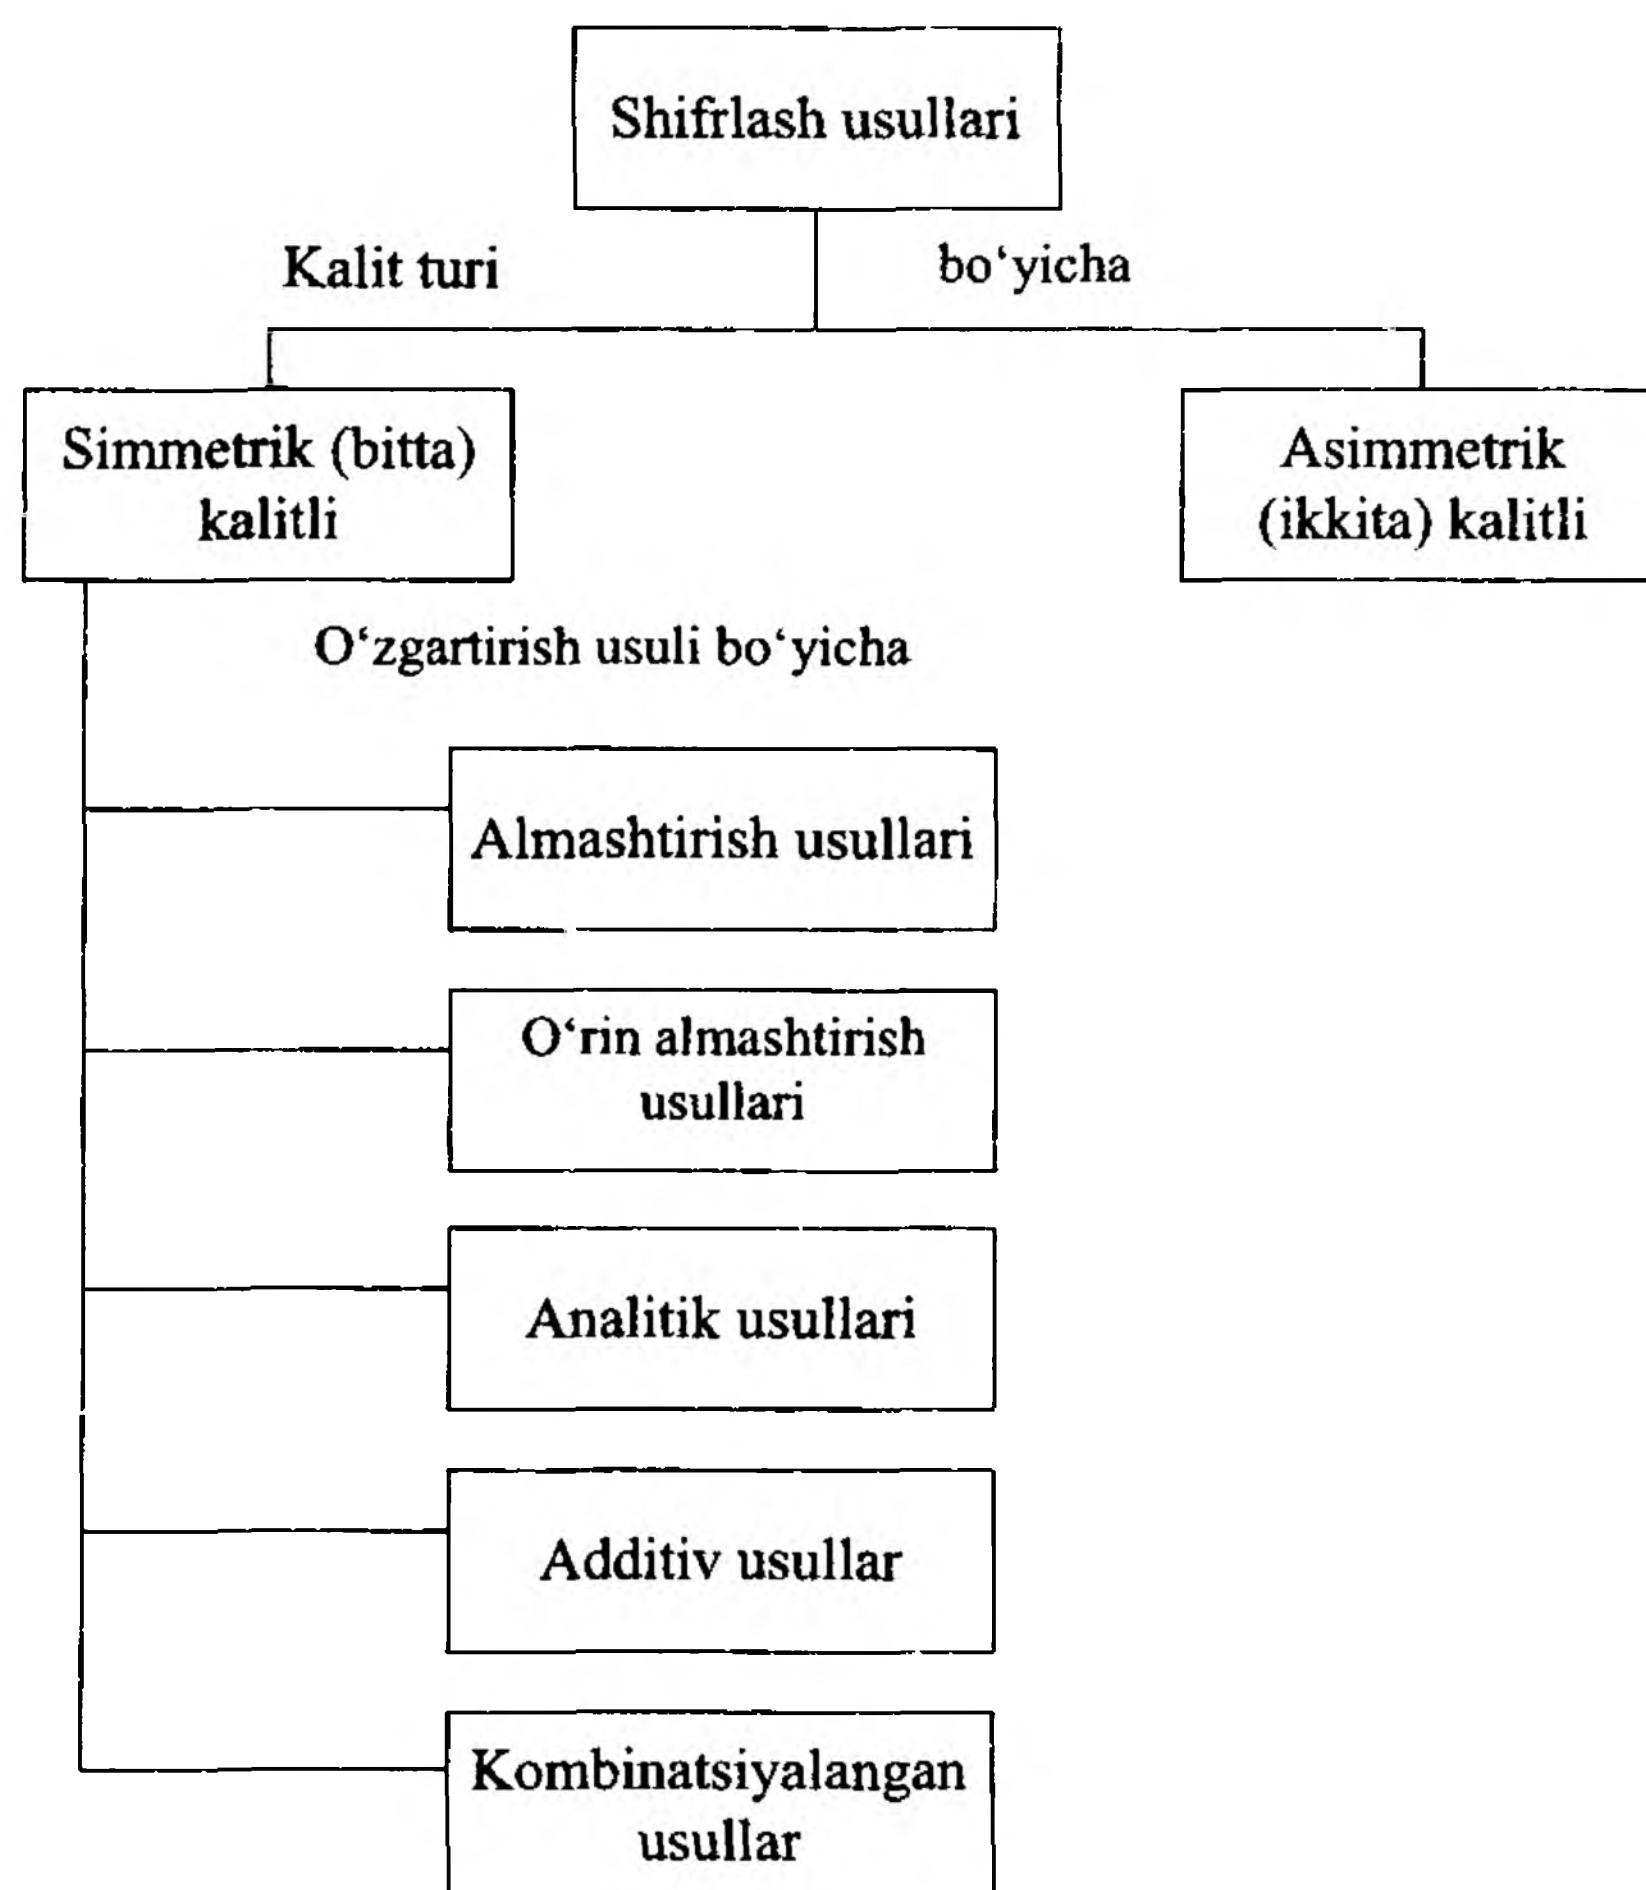 Shifrlash usullari
Kalit turi bo‘yicha
Simmetrik (bitta)
kalitli
Asimmetrik
(ikkita) kalitli
O‘zgartirish usuli bo‘yicha
Almashtirish usullari
O‘rin almashtirish
usullari
Analitik usullari
Additiv usullar
Kombinatsiyalangan
usullar